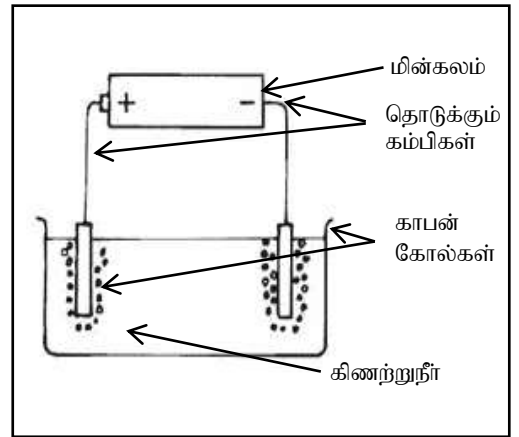 மின்கலம்
+ −
தொடுக்கும்
கம்பிகள்
காபன்
கோல்கள்
கிணற்றுநீர்